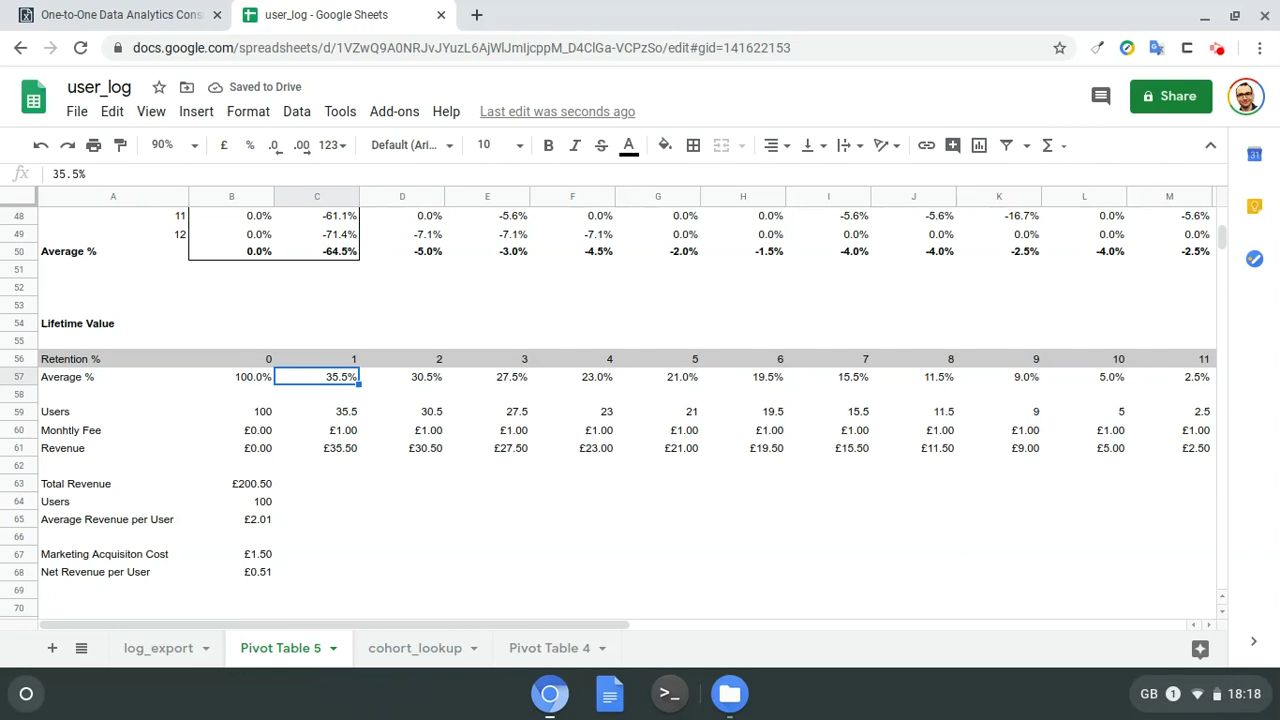 One-to-One Data Analytics Cons
user_log - Google Sheets
docs.google.com/spreadsheets/d/1VZwQ9A0NRJvJYuzL6AjWlJmIjcppM_D4ClGa-VCPzSo/edit#gid=141622153
user_log Saved to Drive
File Edit View Insert Format Data Tools Add-ons Help Last edit was seconds ago
Share
90% £ % .0 .00 123 Default (Ari... 10 B I S A
fx 35.5%
A B C D E F G H I J K L M
48 11 0.0% -61.1% 0.0% -5.6% 0.0% 0.0% 0.0% -5.6% -5.6% -16.7% 0.0% -5.6%
49 12 0.0% -71.4% -7.1% -7.1% -7.1% 0.0% 0.0% 0.0% 0.0% 0.0% 0.0% 0.0%
50 Average % 0.0% -64.5% -5.0% -3.0% -4.5% -2.0% -1.5% -4.0% -4.0% -2.5% -4.0% -2.5%
51
52
53
54 Lifetime Value
55
56 Retention % 0 1 2 3 4 5 6 7 8 9 10 11
57 Average % 100.0% 35.5% 30.5% 27.5% 23.0% 21.0% 19.5% 15.5% 11.5% 9.0% 5.0% 2.5%
58
59 Users 100 35.5 30.5 27.5 23 21 19.5 15.5 11.5 9 5 2.5
60 Monhtly Fee £0.00 £1.00 £1.00 £1.00 £1.00 £1.00 £1.00 £1.00 £1.00 £1.00 £1.00 £1.00
61 Revenue £0.00 £35.50 £30.50 £27.50 £23.00 £21.00 £19.50 £15.50 £11.50 £9.00 £5.00 £2.50
62
63 Total Revenue £200.50
64 Users 100
65 Average Revenue per User £2.01
66
67 Marketing Acquisiton Cost £1.50
68 Net Revenue per User £0.51
69
70
log_export Pivot Table 5 cohort_lookup Pivot Table 4
31
GB 1 18:18